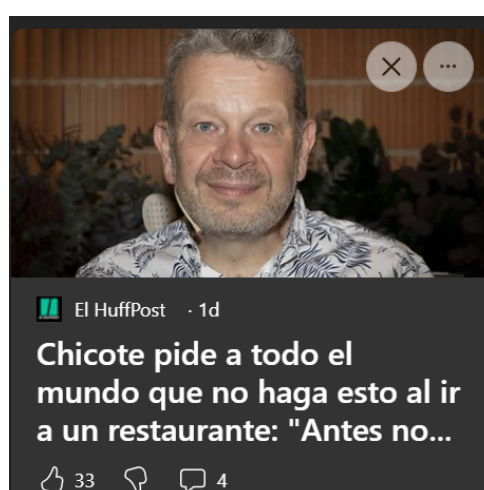 El HuffPost · 1d
Chicote pide a todo el
mundo que no haga esto al ir
a un restaurante: "Antes no...
33 4